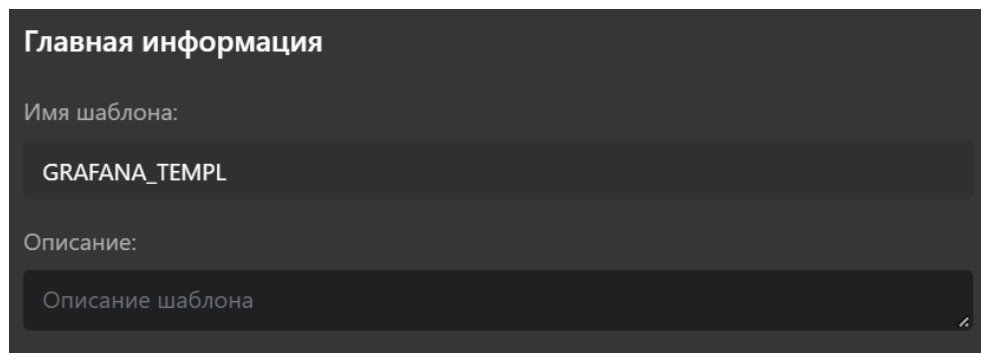 Главная информация
Имя шаблона:
GRAFANA_TEMPL
Описание:
Описание шаблона